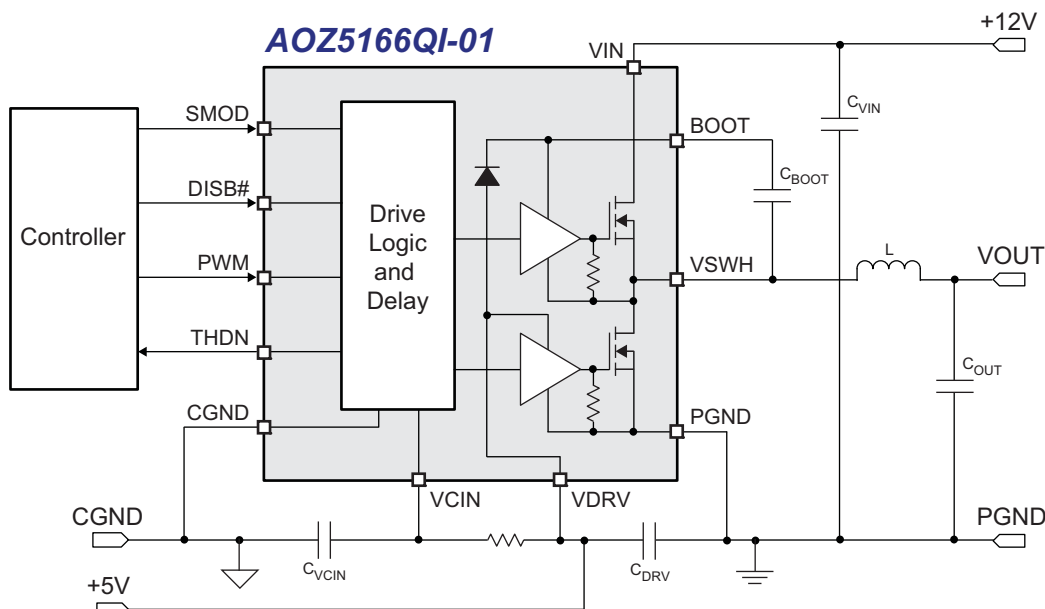 AOZ5166QI-01
+12V
VIN
SMOD
BOOT
C_VIN
C_BOOT
DISB#
Controller
Drive
Logic
and
Delay
PWM
VSWH
L
VOUT
THDN
C_OUT
CGND
PGND
VCIN
VDRV
CGND
PGND
C_VCIN
C_DRV
+5V